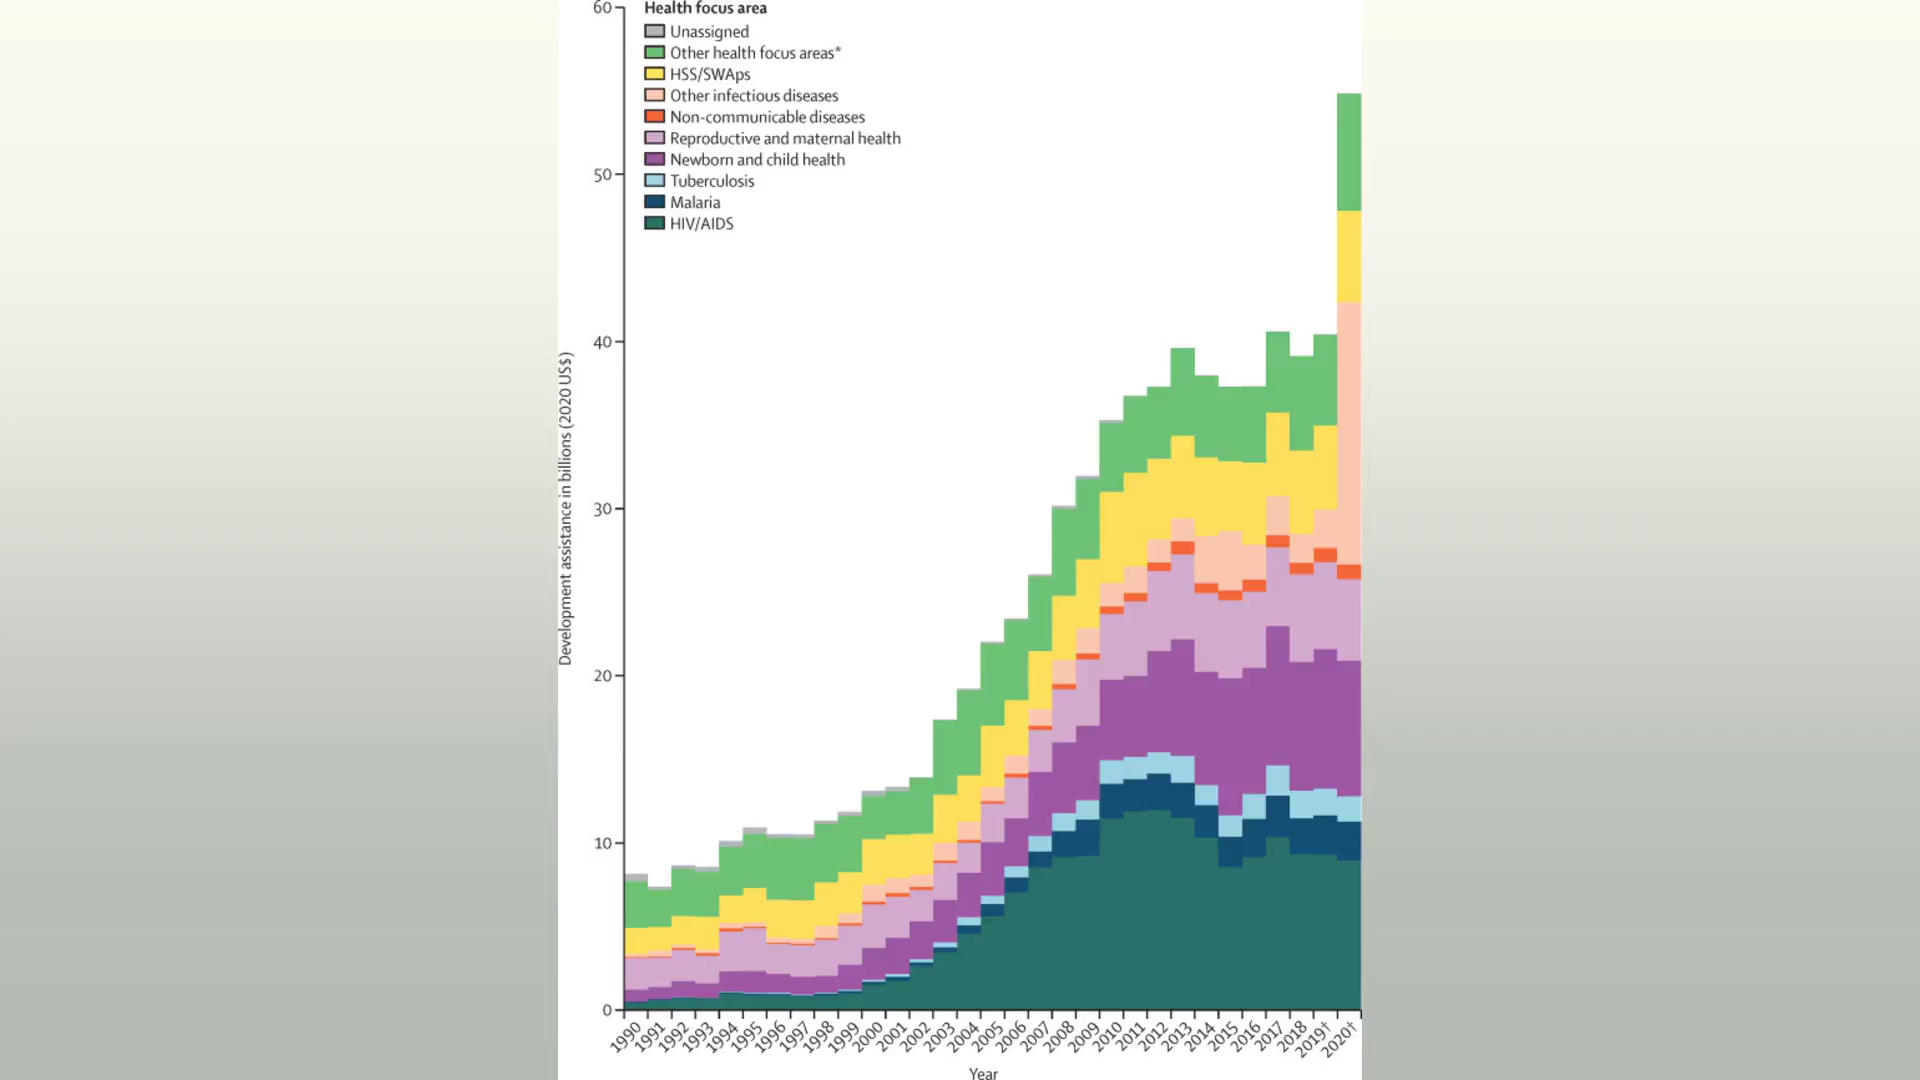 Health focus area
Unassigned
Other health focus areas*
HSS/SWAps
Other infectious diseases
Non-communicable diseases
Reproductive and maternal health
Newborn and child health
Tuberculosis
Malaria
HIV/AIDS
Development assistance in billions (2020 US$)
60
50
40
30
20
10
0
1990
1991
1992
1993
1994
1995
1996
1997
1998
1999
2000
2001
2002
2003
2004
2005
2006
2007
2008
2009
2010
2011
2012
2013
2014
2015
2016
2017
2018
2019†
2020†
Year